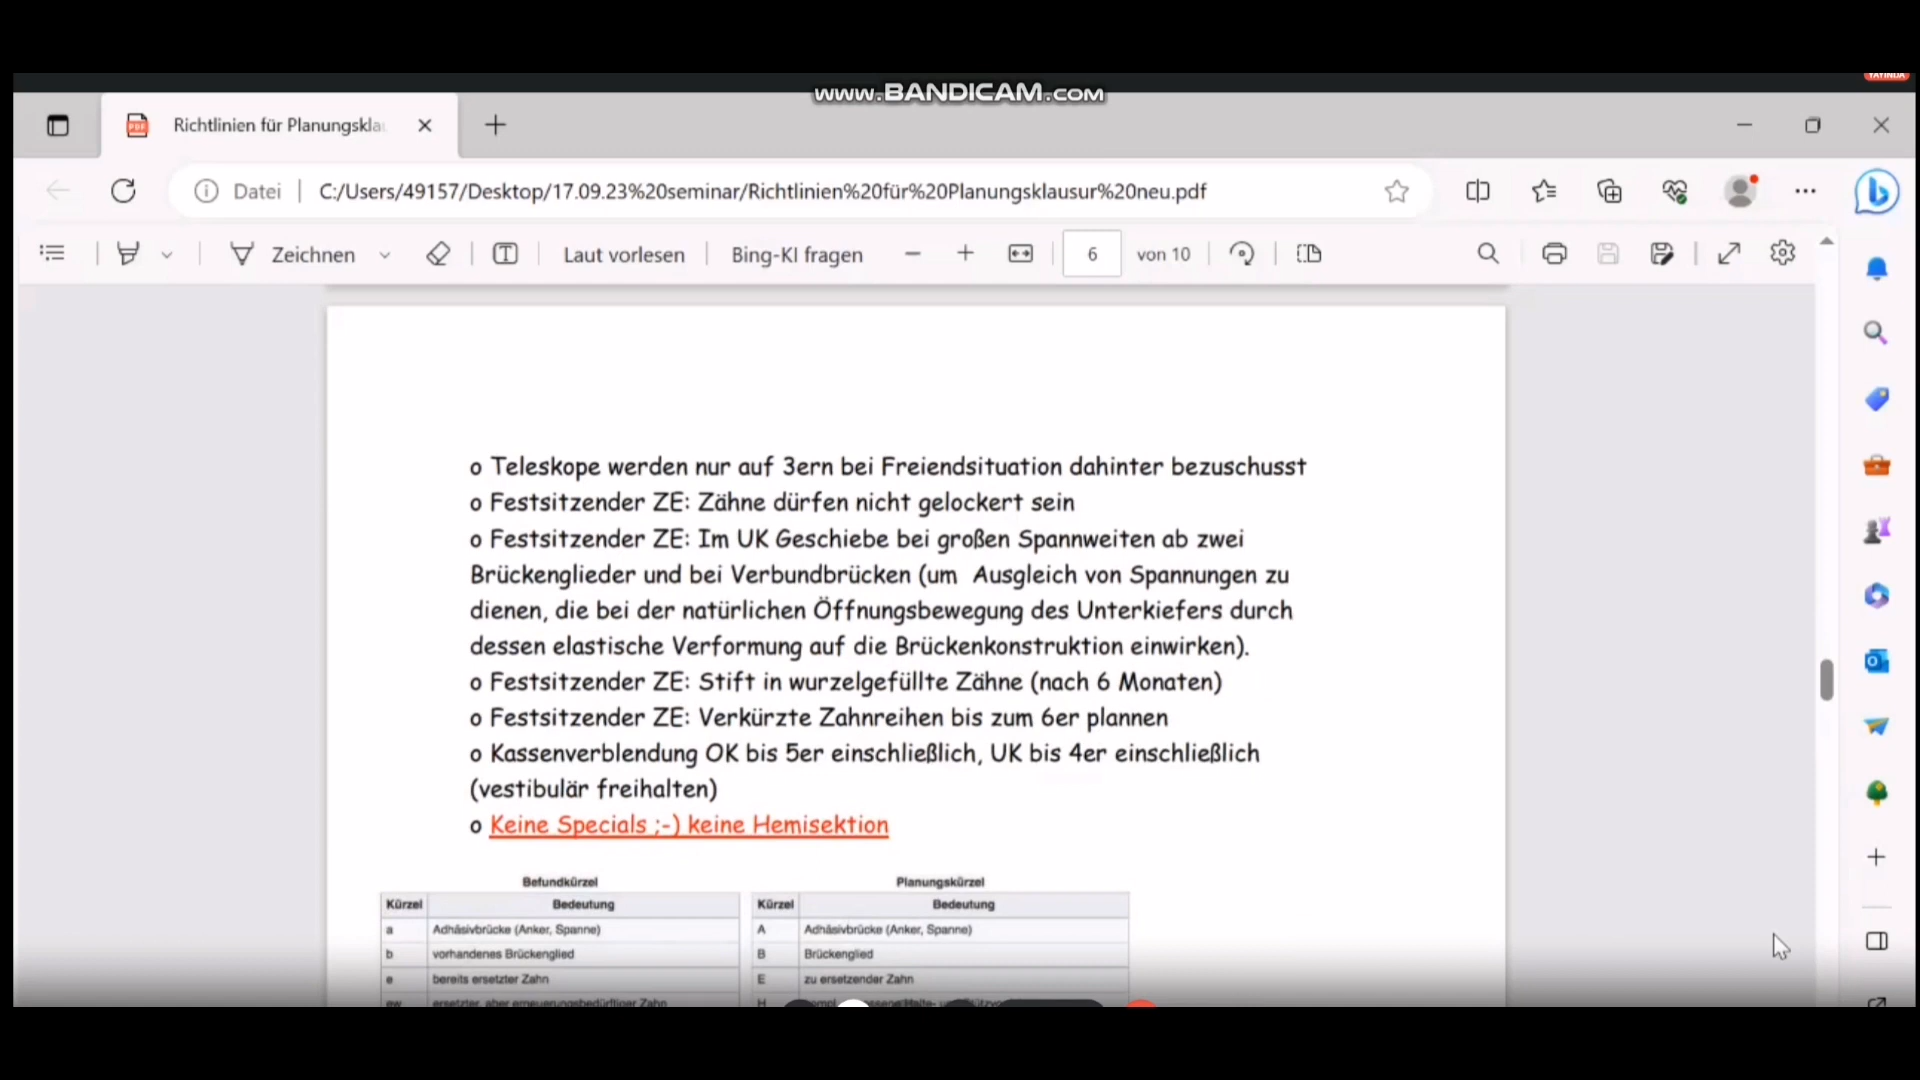 YAYINDA
www.BANDICAM.com
Richtlinien für Planungskla
Datei
C:/Users/49157/Desktop/17.09.23%20seminar/Richtlinien%20für%20Planungsklausur%20neu.pdf
Zeichnen
Laut vorlesen
Bing-KI fragen
6
von 10
o Teleskope werden nur auf 3ern bei Freiendsituation dahinter bezuschusst
o Festsitzender ZE: Zähne dürfen nicht gelockert sein
o Festsitzender ZE: Im UK Geschiebe bei großen Spannweiten ab zwei
Brückenglieder und bei Verbundbrücken (um Ausgleich von Spannungen zu
dienen, die bei der natürlichen Öffnungsbewegung des Unterkiefers durch
dessen elastische Verformung auf die Brückenkonstruktion einwirken).
o Festsitzender ZE: Stift in wurzelgefüllte Zähne (nach 6 Monaten)
o Festsitzender ZE: Verkürzte Zahnreihen bis zum 6er plannen
o Kassenverblendung OK bis 5er einschließlich, UK bis 4er einschließlich
(vestibulär freihalten)
o Keine Specials ;-) keine Hemisektion
Befundkürzel
Kürzel Bedeutung
a Adhäsivbrücke (Anker, Spanne)
b vorhandenes Brückenglied
e bereits ersetzter Zahn
ew ersetzter, aber erneuerungsbedürftiger Zahn
Planungskürzel
Kürzel Bedeutung
A Adhäsivbrücke (Anker, Spanne)
B Brückenglied
E zu ersetzender Zahn
H